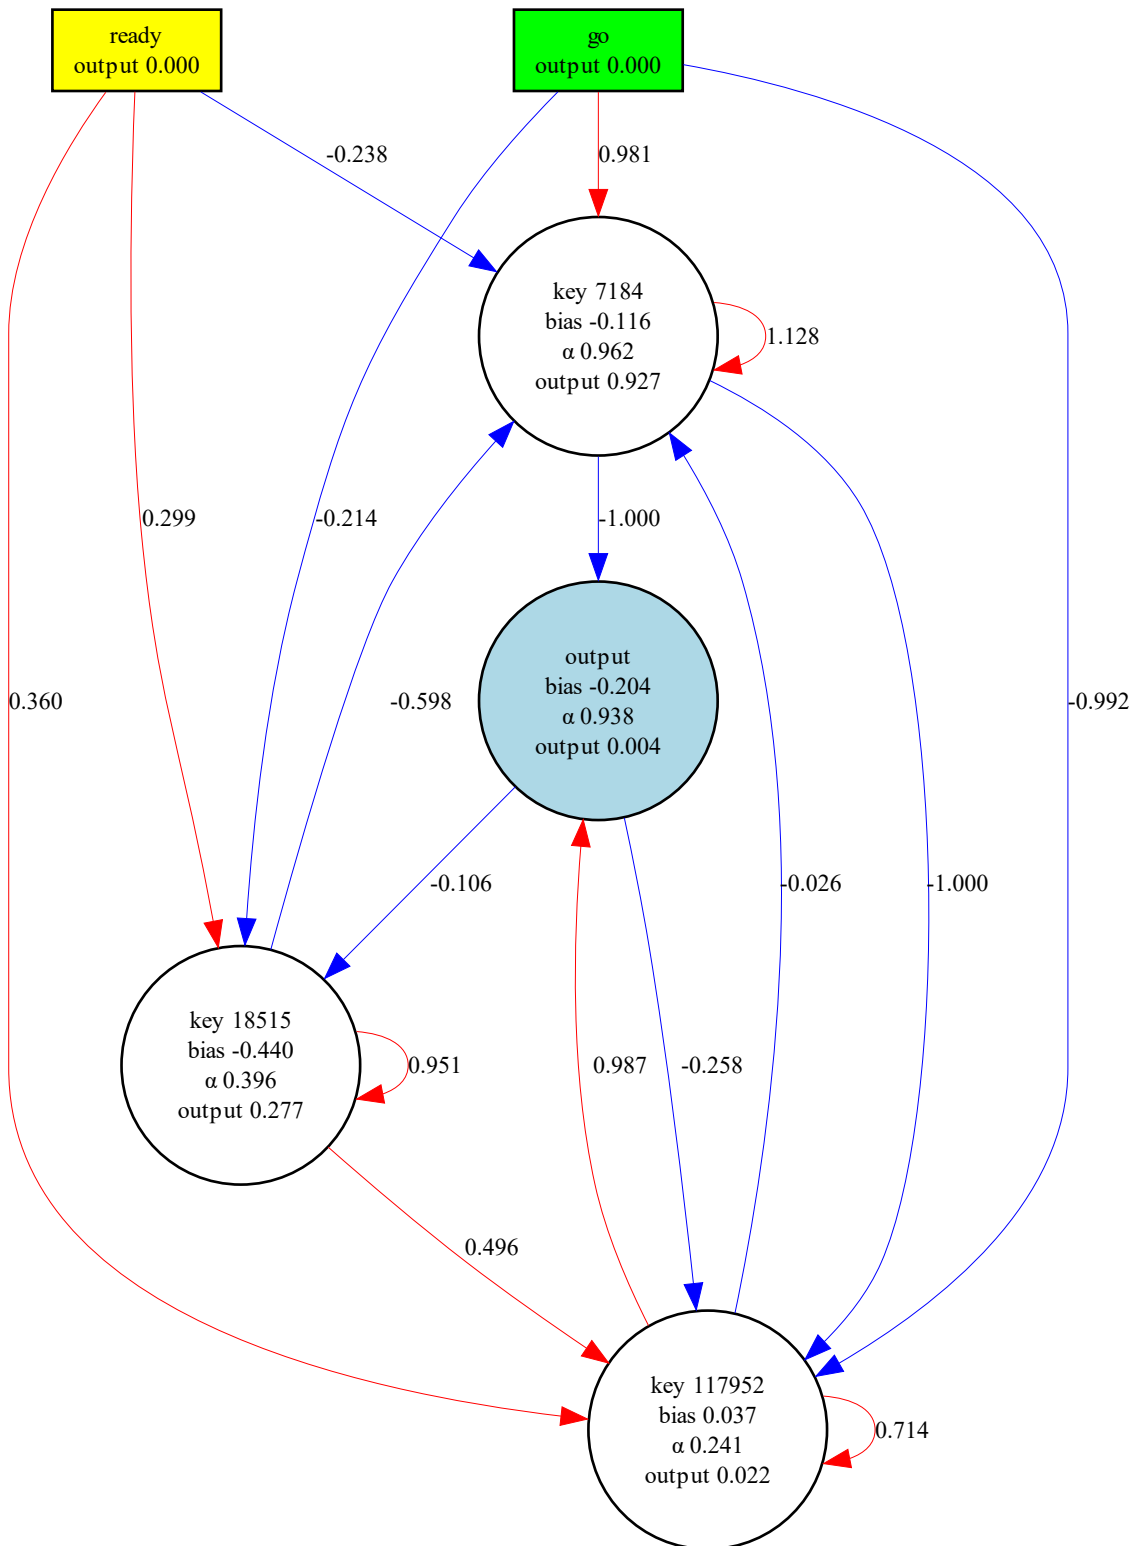 ready
output 0.000
go
output 0.000
-0.238
0.981
key 7184
bias -0.116
α 0.962
output 0.927
1.128
0.299
-0.214
-1.000
output
bias -0.204
α 0.938
output 0.004
0.360
-0.598
-0.992
-0.106
-0.026
-1.000
key 18515
bias -0.440
α 0.396
output 0.277
0.951
0.987
-0.258
0.496
key 117952
bias 0.037
α 0.241
output 0.022
0.714